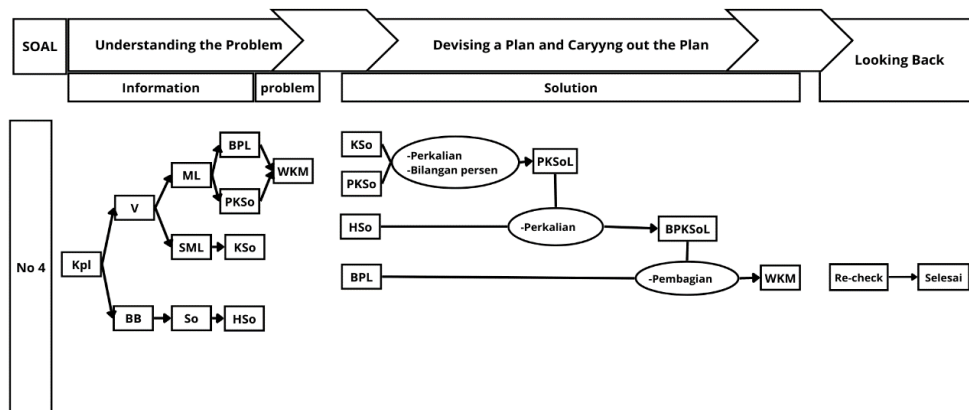 SOAL
Understanding the Problem
Devising a Plan and Caryyng out the Plan
Looking Back
Information
problem
Solution
No 4
Kpl
V
BB
ML
SML
So
BPL
PKSo
KSo
HSo
WKM
KSo
PKSo
-Perkalian
-Bilangan persen
PKSoL
HSo
-Perkalian
BPKSoL
BPL
-Pembagian
WKM
Re-check
Selesai